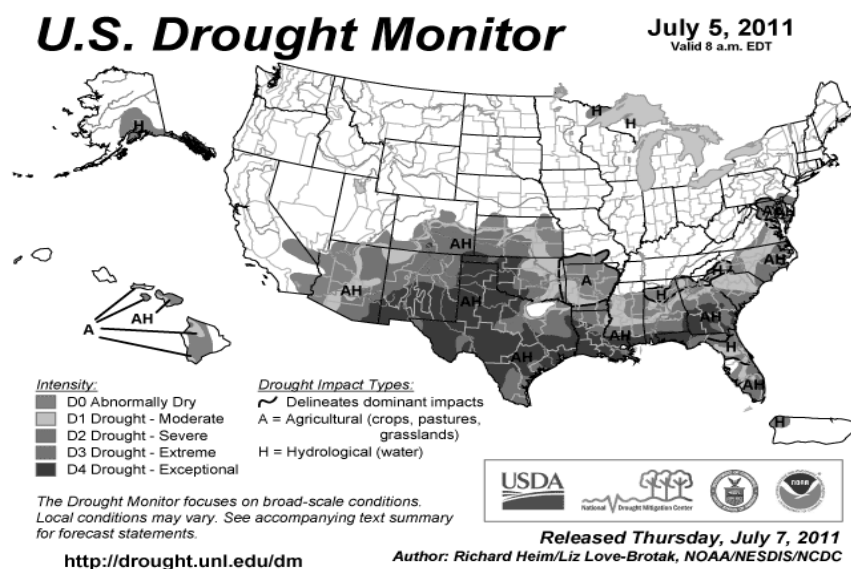 U.S. Drought Monitor
July 5, 2011
Valid 8 a.m. EDT
H
H
H
AH
AH
AH
AH
A
AH
H
H
AH
AH
H
AH
A
AH
H
Intensity:
D0 Abnormally Dry
D1 Drought - Moderate
D2 Drought - Severe
D3 Drought - Extreme
D4 Drought - Exceptional
Drought Impact Types:
Delineates dominant impacts
A = Agricultural (crops, pastures,
grasslands)
H = Hydrological (water)
USDA
National Drought Mitigation Center
NOAA
The Drought Monitor focuses on broad-scale conditions.
Local conditions may vary. See accompanying text summary
for forecast statements.
http://drought.unl.edu/dm
Released Thursday, July 7, 2011
Author: Richard Heim/Liz Love-Brotak, NOAA/NESDIS/NCDC